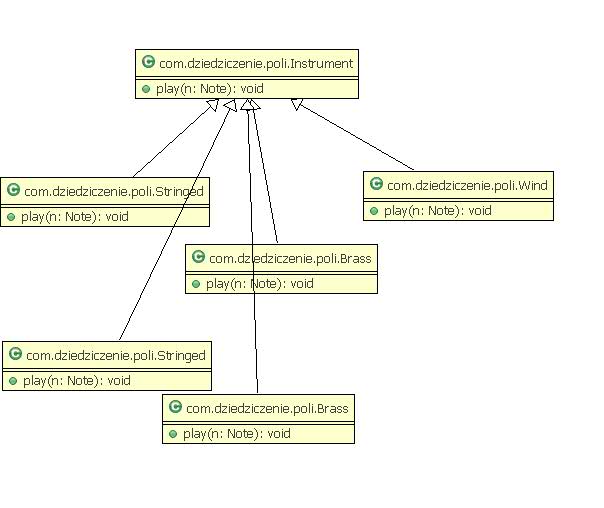 com.dziedziczenie.poli.Instrument
play(n: Note): void
com.dziedziczenie.poli.Stringed
play(n: Note): void
com.dziedziczenie.poli.Wind
play(n: Note): void
com.dziedziczenie.poli.Brass
play(n: Note): void
com.dziedziczenie.poli.Stringed
play(n: Note): void
com.dziedziczenie.poli.Brass
play(n: Note): void